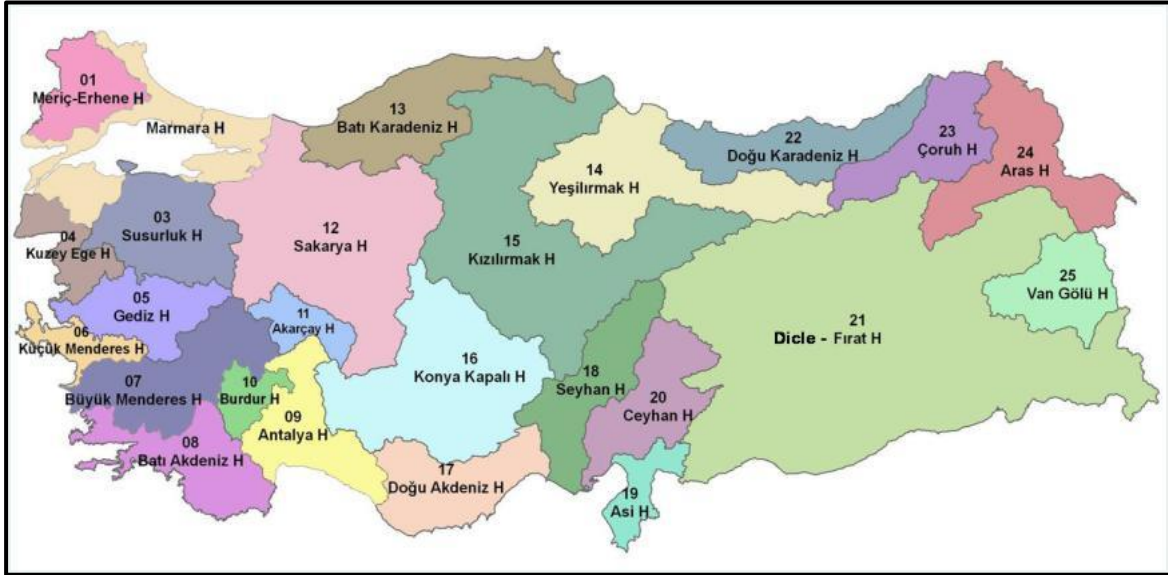 01
Meriç-Erhene H
Marmara H
03
Susurluk H
04
Kuzey Ege H
05
Gediz H
06
Küçük Menderes H
07
Büyük Menderes H
08
Batı Akdeniz H
09
Antalya H
10
Burdur H
11
Akarçay H
12
Sakarya H
13
Batı Karadeniz H
14
Yeşilırmak H
15
Kızılırmak H
16
Konya Kapalı H
17
Doğu Akdeniz H
18
Seyhan H
19
Asi H
20
Ceyhan H
21
Dicle - Fırat H
22
Doğu Karadeniz H
23
Çoruh H
24
Aras H
25
Van Gölü H